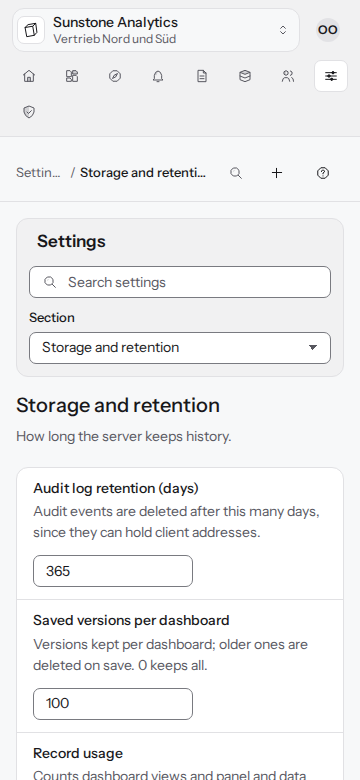 Sunstone Analytics
Vertrieb Nord und Süd
OO
Settin… / Storage and retenti…
Settings
Search settings
Section
Storage and retention
Storage and retention
How long the server keeps history.
Audit log retention (days)
Audit events are deleted after this many days,
since they can hold client addresses.
365
Saved versions per dashboard
Versions kept per dashboard; older ones are
deleted on save. 0 keeps all.
100
Record usage
Counts dashboard views and panel and data